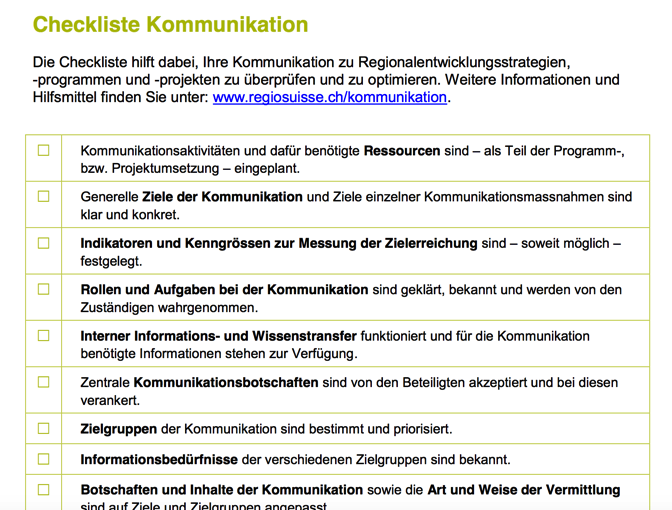 Checkliste Kommunikation
Die Checkliste hilft dabei, Ihre Kommunikation zu Regionalentwicklungsstrategien,
-programmen und -projekten zu überprüfen und zu optimieren. Weitere Informationen und
Hilfsmittel finden Sie unter: www.regiosuisse.ch/kommunikation.
Kommunikationsaktivitäten und dafür benötigte Ressourcen sind – als Teil der Programm-,
bzw. Projektumsetzung – eingeplant.
Generelle Ziele der Kommunikation und Ziele einzelner Kommunikationsmassnahmen sind
klar und konkret.
Indikatoren und Kenngrössen zur Messung der Zielerreichung sind – soweit möglich –
festgelegt.
Rollen und Aufgaben bei der Kommunikation sind geklärt, bekannt und werden von den
Zuständigen wahrgenommen.
Interner Informations- und Wissenstransfer funktioniert und für die Kommunikation
benötigte Informationen stehen zur Verfügung.
Zentrale Kommunikationsbotschaften sind von den Beteiligten akzeptiert und bei diesen
verankert.
Zielgruppen der Kommunikation sind bestimmt und priorisiert.
Informationsbedürfnisse der verschiedenen Zielgruppen sind bekannt.
Botschaften und Inhalte der Kommunikation sowie die Art und Weise der Vermittlung
sind auf Ziele und Zielgruppen angepasst.